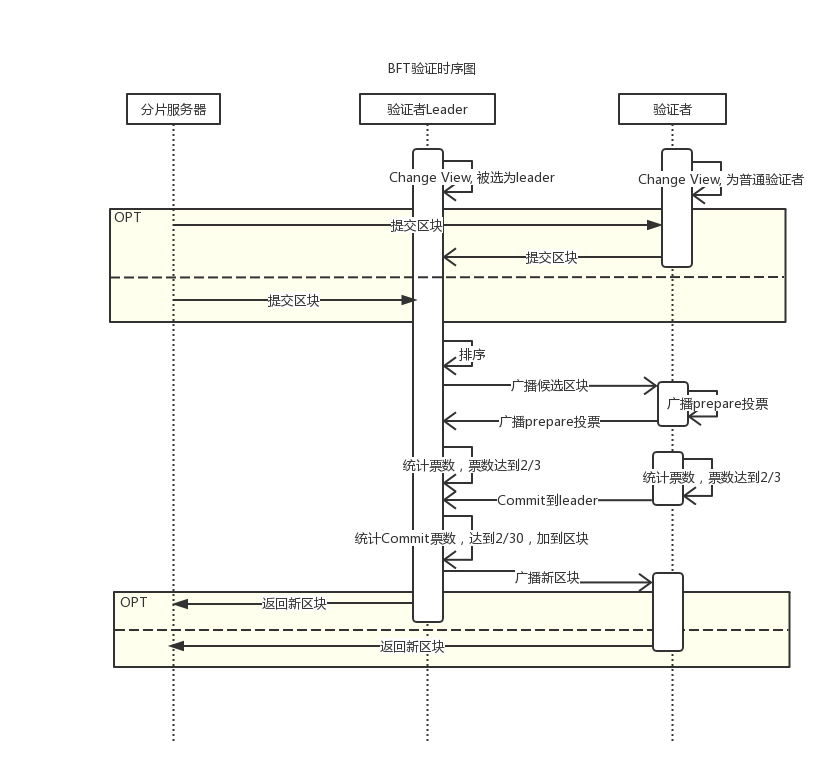 BFT验证时序图
分片服务器
验证者Leader
验证者
Change View, 被选为leader
Change View, 为普通验证者
OPT
提交区块
提交区块
提交区块
排序
广播候选区块
广播prepare投票
广播prepare投票
统计票数，票数达到2/3
统计票数，票数达到2/3
Commit到leader
统计Commit票数，达到2/30，加到区块
广播新区块
OPT
返回新区块
返回新区块